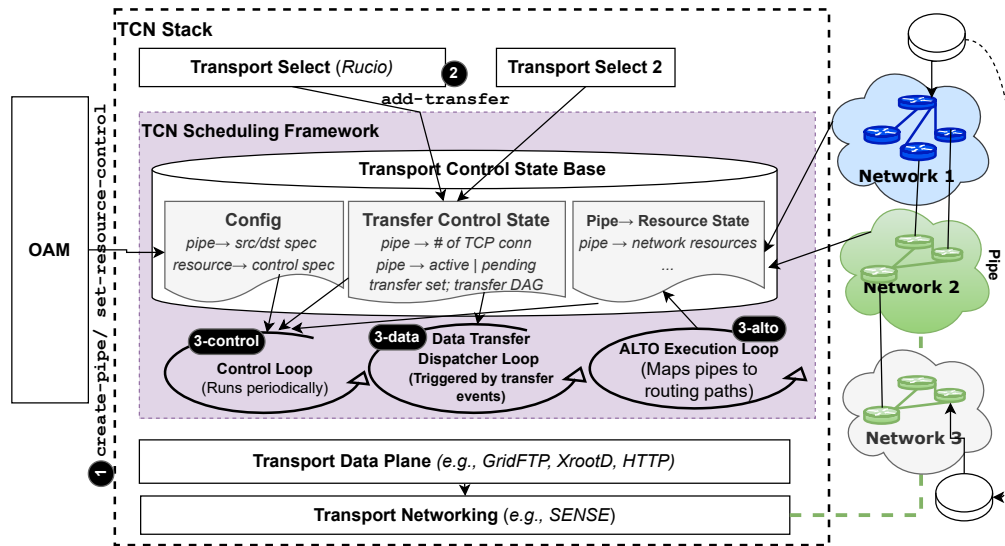 TCN Stack
Transport Select (Rucio)
2
Transport Select 2
add-transfer
TCN Scheduling Framework
Transport Control State Base
Config
pipe→ src/dst spec
resource→ control spec
Transfer Control State
pipe → # of TCP conn
pipe → active | pending
transfer set; transfer DAG
Pipe→ Resource State
pipe → network resources
...
3-control
Control Loop
(Runs periodically)
3-data
Data Transfer
Dispatcher Loop
(Triggered by transfer
events)
3-alto
ALTO Execution Loop
(Maps pipes to
routing paths)
OAM
1 create-pipe/ set-resource-control
Transport Data Plane (e.g., GridFTP, XrootD, HTTP)
Transport Networking (e.g., SENSE)
Network 1
Network 2
Pipe
Network 3